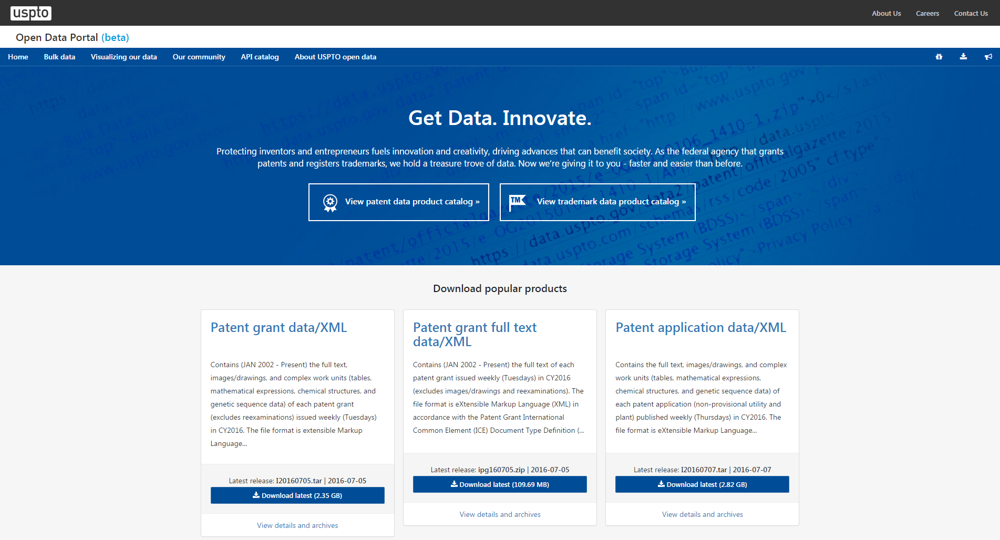 uspto
About Us Careers Contact Us
Open Data Portal (beta)
Home Bulk data Visualizing our data Our community API catalog About USPTO open data
Get Data. Innovate.
Protecting inventors and entrepreneurs fuels innovation and creativity, driving advances that can benefit society. As the federal agency that grants
patents and registers trademarks, we hold a treasure trove of data. Now we’re giving it to you - faster and easier than before.
View patent data product catalog »
TM View trademark data product catalog »
Download popular products
Patent grant data/XML
Contains (JAN 2002 - Present) the full text,
images/drawings, and complex work units (tables,
mathematical expressions, chemical structures, and
genetic sequence data) of each patent grant
(excludes reexaminations) issued weekly (Tuesdays)
in CY2016. The file format is extensible Markup
Language...
Latest release: I20160705.tar | 2016-07-05
Download latest (2.35 GB)
View details and archives
Patent grant full text
data/XML
Contains (JAN 2002 - Present) the full text of each
patent grant issued weekly (Tuesdays) in CY2016
(excludes images/drawings and reexaminations). The
file format is eXtensible Markup Language (XML) in
accordance with the Patent Grant International
Common Element (ICE) Document Type Definition (...
Latest release: ipg160705.zip | 2016-07-05
Download latest (109.69 MB)
View details and archives
Patent application data/XML
Contains the full text, images/drawings, and complex
work units (tables, mathematical expressions,
chemical structures, and genetic sequence data) of
each patent application (non-provisional utility and
plant) published weekly (Thursdays) in CY2016. The
file format is eXtensible Markup Language...
Latest release: I20160707.tar | 2016-07-07
Download latest (2.82 GB)
View details and archives